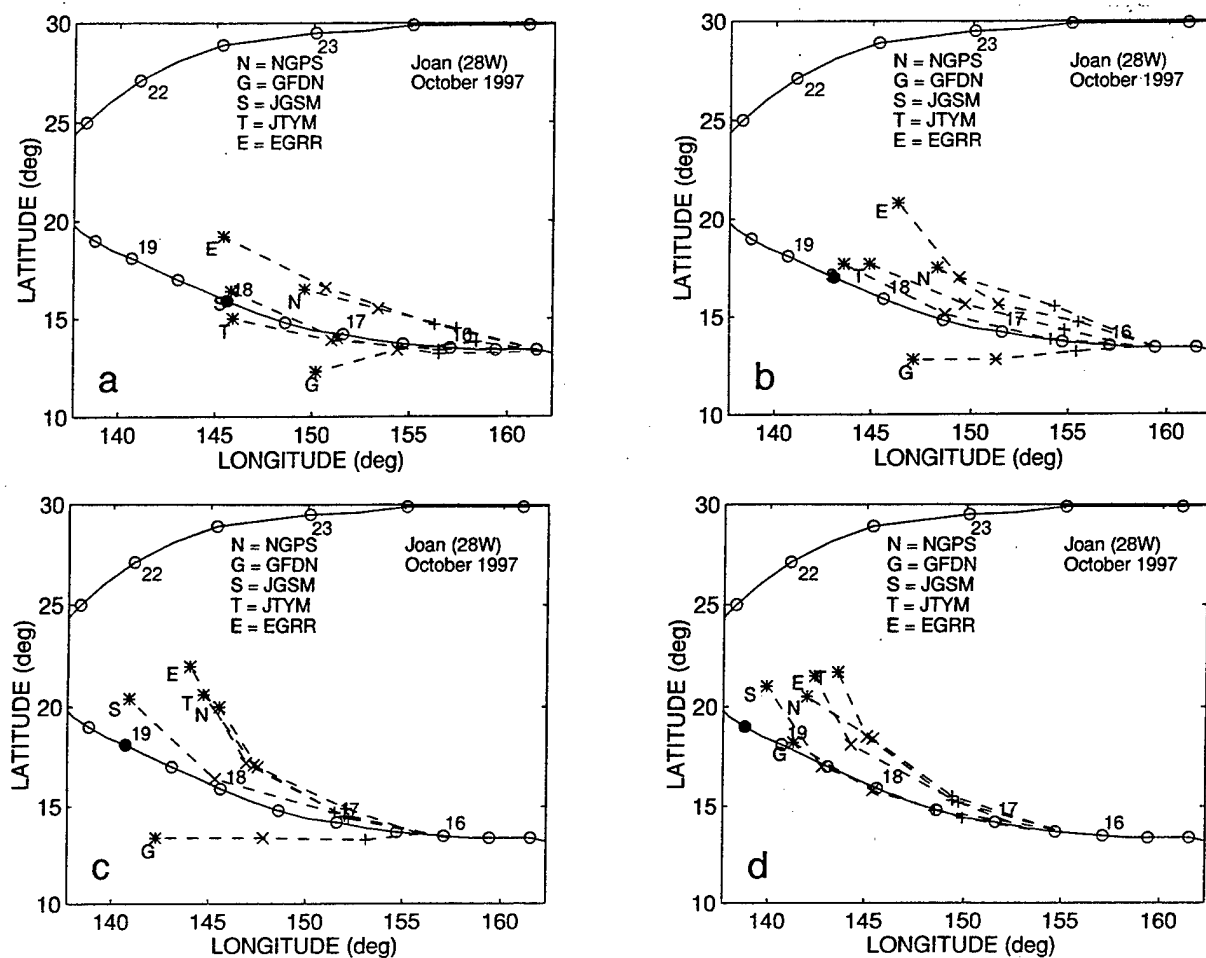 30
25
20
15
10
LATITUDE (deg)
N = NGPS
G = GFDN
S = JGSM
T = JTYM
E = EGRR
Joan (28W)
October 1997
23
22
19
18
17
16
E
N
S
T
G
a
140 145 150 155 160
LONGITUDE (deg)
30
25
20
15
10
LATITUDE (deg)
N = NGPS
G = GFDN
S = JGSM
T = JTYM
E = EGRR
Joan (28W)
October 1997
23
22
19
18
17
16
E
N
T
G
b
140 145 150 155 160
LONGITUDE (deg)
30
25
20
15
10
LATITUDE (deg)
N = NGPS
G = GFDN
S = JGSM
T = JTYM
E = EGRR
Joan (28W)
October 1997
23
22
19
18
17
16
E
T
N
S
G
c
140 145 150 155 160
LONGITUDE (deg)
30
25
20
15
10
LATITUDE (deg)
N = NGPS
G = GFDN
S = JGSM
T = JTYM
E = EGRR
Joan (28W)
October 1997
23
22
19
18
17
16
S
E
T
N
G
d
140 145 150 155 160
LONGITUDE (deg)